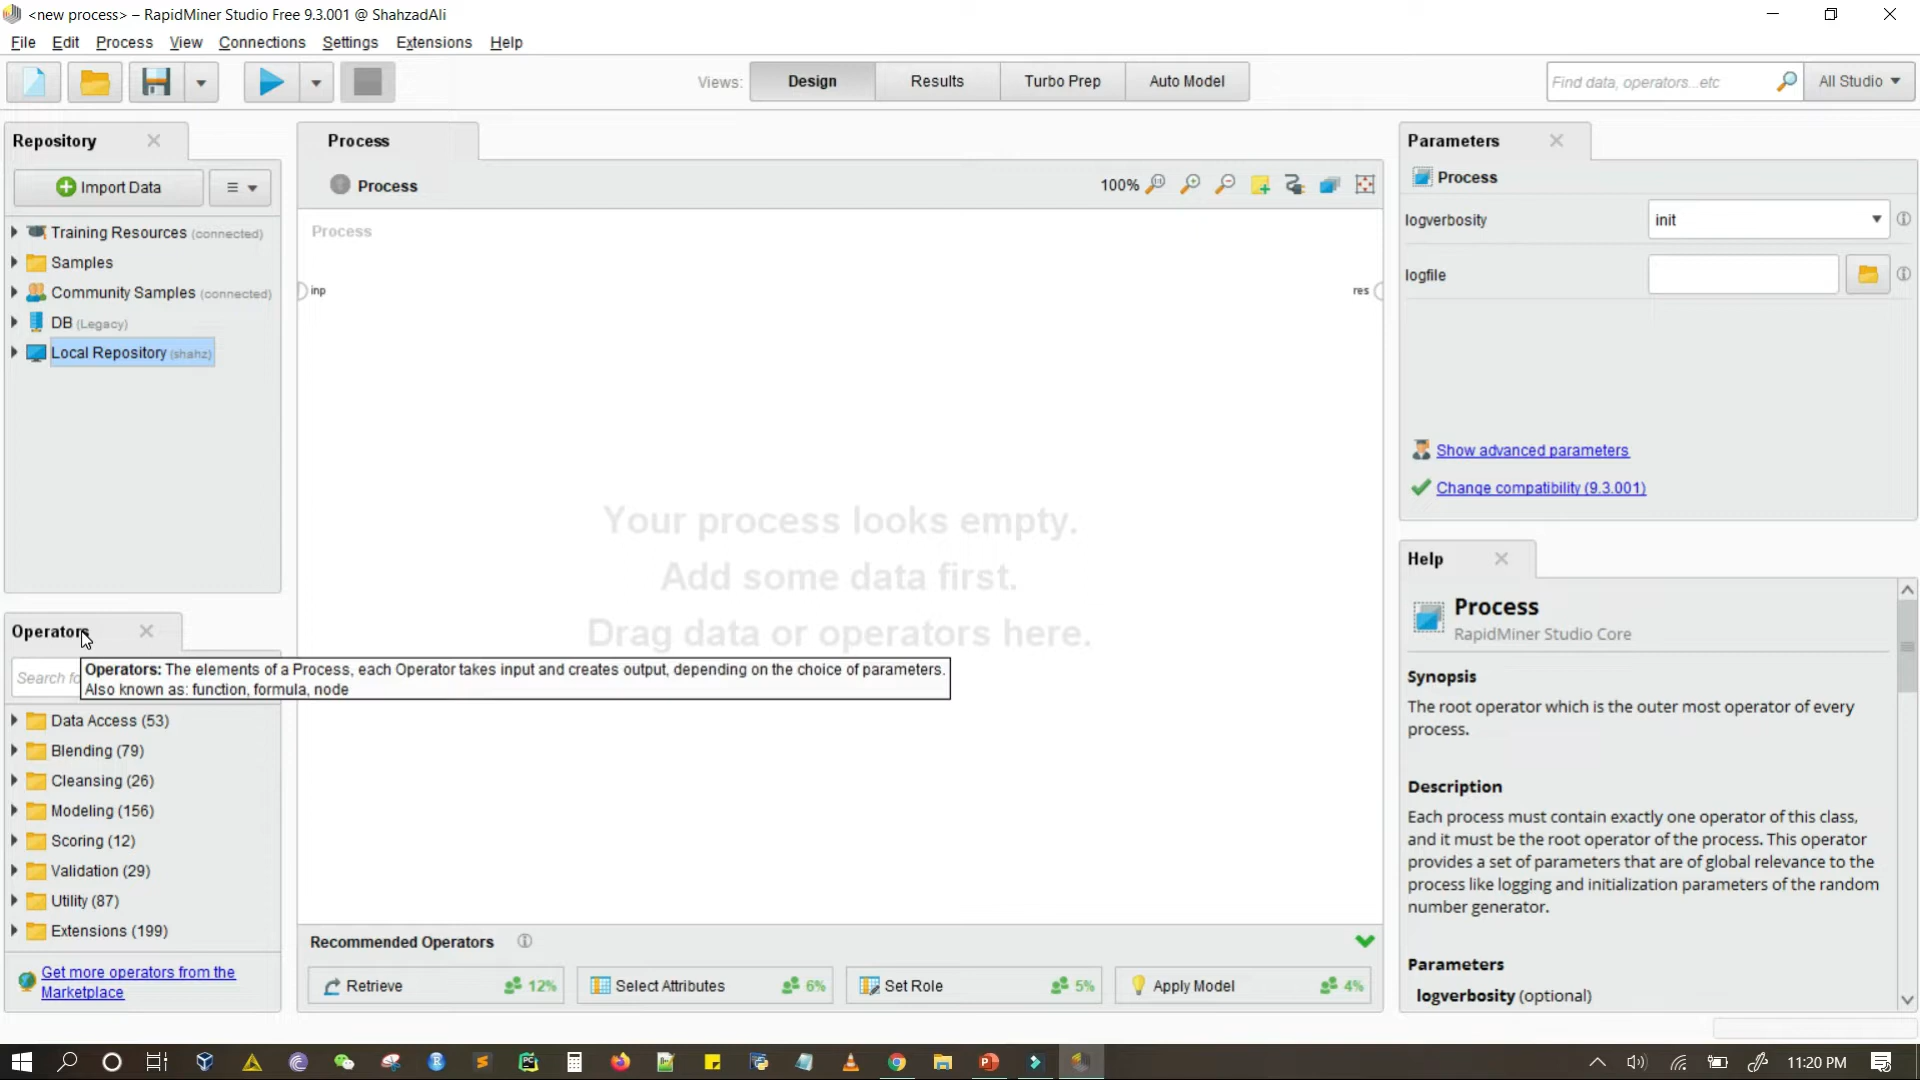 <new process> – RapidMiner Studio Free 9.3.001 @ ShahzadAli
File Edit Process View Connections Settings Extensions Help
Views: Design Results Turbo Prep Auto Model
Find data, operators...etc
All Studio
Repository
Import Data
Training Resources (connected)
Samples
Community Samples (connected)
DB (Legacy)
Local Repository (shahz)
Process
Process
100%
Process
inp
res
Your process looks empty.
Add some data first.
Drag data or operators here.
Parameters
Process
logverbosity
init
logfile
Show advanced parameters
Change compatibility (9.3.001)
Operators
Search fo
Operators: The elements of a Process, each Operator takes input and creates output, depending on the choice of parameters.
Also known as: function, formula, node
Data Access (53)
Blending (79)
Cleansing (26)
Modeling (156)
Scoring (12)
Validation (29)
Utility (87)
Extensions (199)
Get more operators from the
Marketplace
Recommended Operators
Retrieve 12%
Select Attributes 6%
Set Role 5%
Apply Model 4%
Help
Process
RapidMiner Studio Core
Synopsis
The root operator which is the outer most operator of every
process.
Description
Each process must contain exactly one operator of this class,
and it must be the root operator of the process. This operator
provides a set of parameters that are of global relevance to the
process like logging and initialization parameters of the random
number generator.
Parameters
logverbosity (optional)
11:20 PM